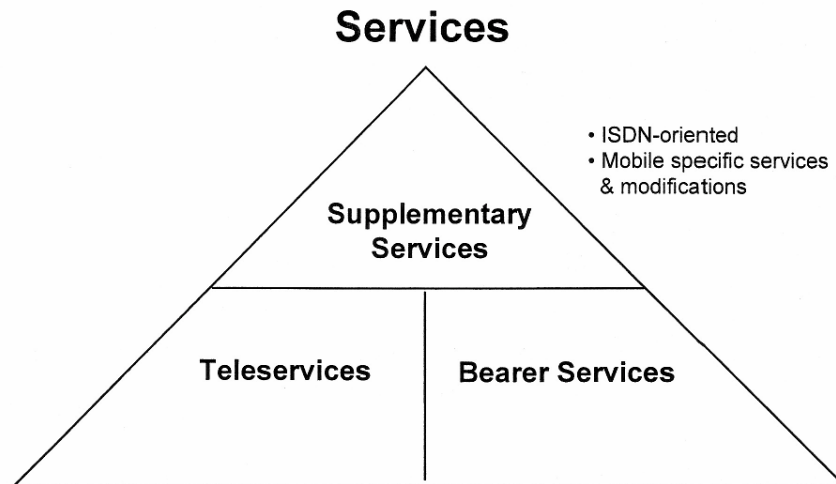 Services
• ISDN-oriented
• Mobile specific services
& modifications
Supplementary
Services
Teleservices
Bearer Services